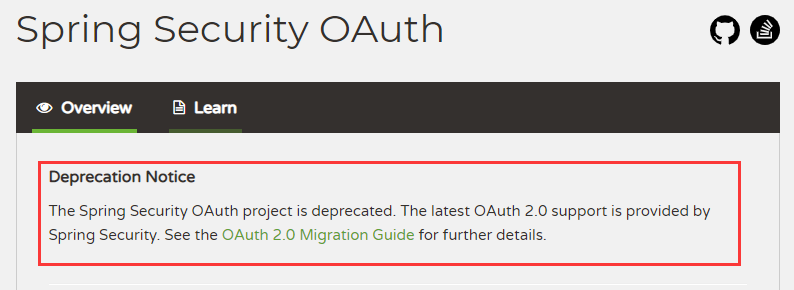 Spring Security OAuth
Overview
Learn
Deprecation Notice
The Spring Security OAuth project is deprecated. The latest OAuth 2.0 support is provided by
Spring Security. See the OAuth 2.0 Migration Guide for further details.